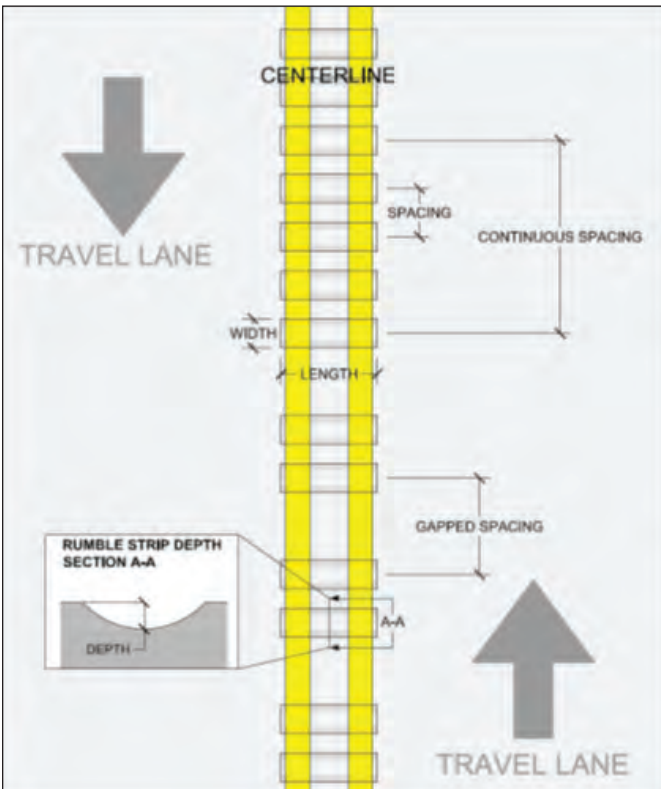 CENTERLINE
SPACING
CONTINUOUS SPACING
TRAVEL LANE
WIDTH
LENGTH
GAPPED SPACING
RUMBLE STRIP DEPTH
SECTION A-A
DEPTH
A-A
TRAVEL LANE